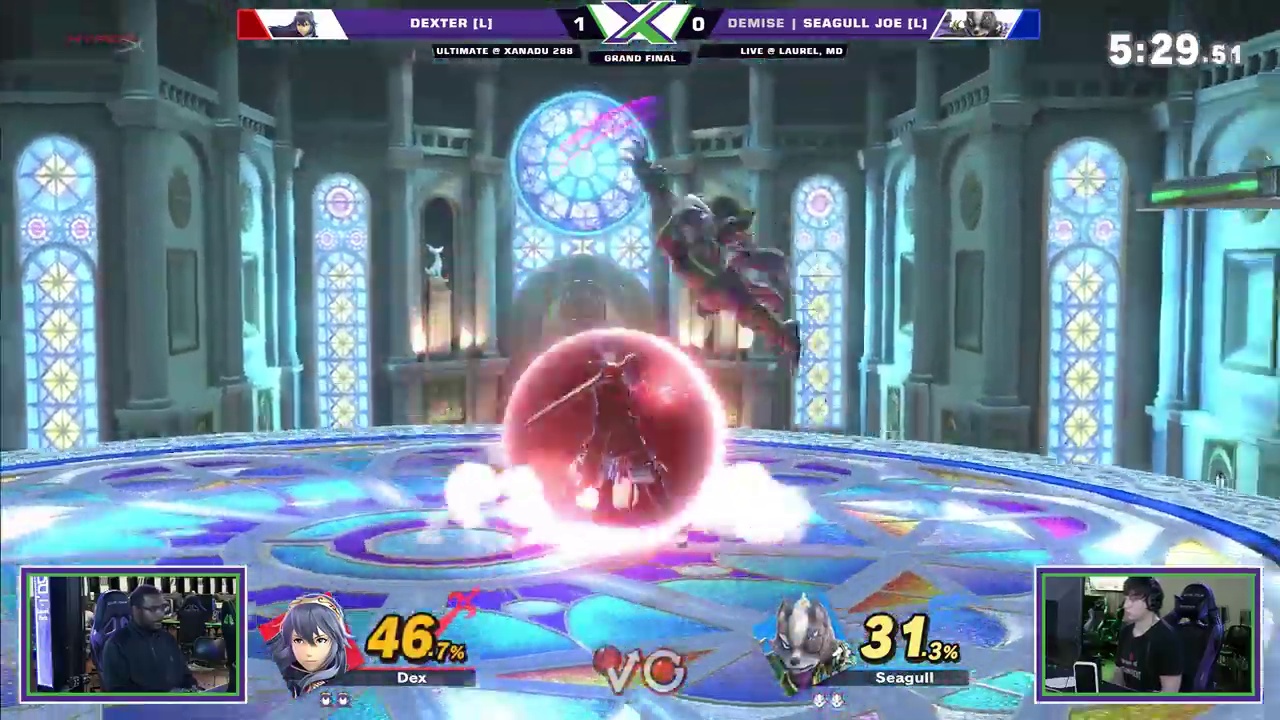 DEXTER [L] 1 0 DEMISE | SEAGULL JOE [L]
ULTIMATE @ XANADU 288 GRAND FINAL LIVE @ LAUREL, MD
5:29.51
46.7% 31.3%
Dex Seagull